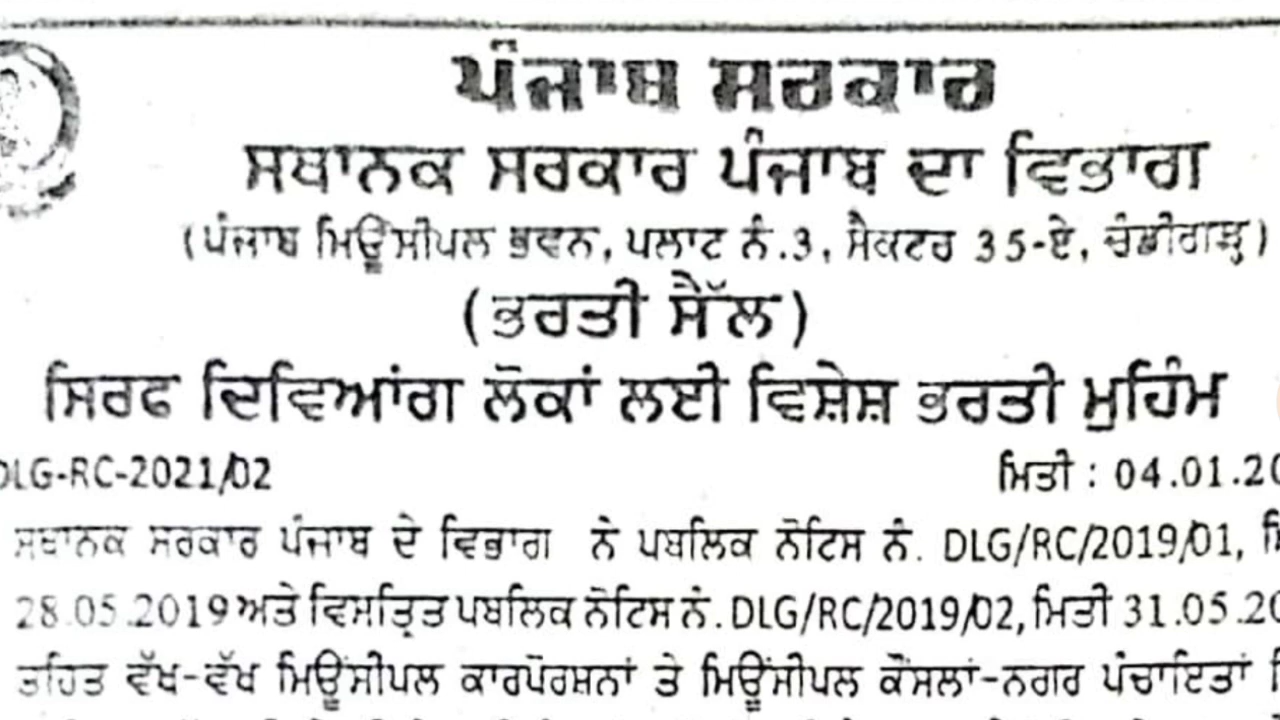 ਪੰਜਾਬ ਸਰਕਾਰ
ਸਥਾਨਕ ਸਰਕਾਰ ਪੰਜਾਬ ਦਾ ਵਿਭਾਗ
(ਪੰਜਾਬ ਮਿਊਂਸੀਪਲ ਭਵਨ, ਪਲਾਟ ਨੰ.3, ਸੈਕਟਰ 35-ਏ, ਚੰਡੀਗੜ੍ਹ)
(ਭਰਤੀ ਸੈੱਲ)
ਸਿਰਫ ਦਿਵਿਆਂਗ ਲੋਕਾਂ ਲਈ ਵਿਸ਼ੇਸ਼ ਭਰਤੀ ਮੁਹਿੰਮ
DLG-RC-2021/02 ਮਿਤੀ : 04.01.20
ਸਥਾਨਕ ਸਰਕਾਰ ਪੰਜਾਬ ਦੇ ਵਿਭਾਗ ਨੇ ਪਬਲਿਕ ਨੋਟਿਸ ਨੰ. DLG/RC/2019/01,
28.05.2019 ਅਤੇ ਵਿਸਤ੍ਰਿਤ ਪਬਲਿਕ ਨੋਟਿਸ ਨੰ. DLG/RC/2019/02, ਮਿਤੀ 31.05.20
ਤਹਿਤ ਵੱਖ-ਵੱਖ ਮਿਊਂਸੀਪਲ ਕਾਰਪੋਰਸ਼ਨਾਂ ਤੇ ਮਿਊਂਸੀਪਲ ਕੌਂਸਲਾਂ-ਨਗਰ ਪੰਚਾਇਤਾਂ